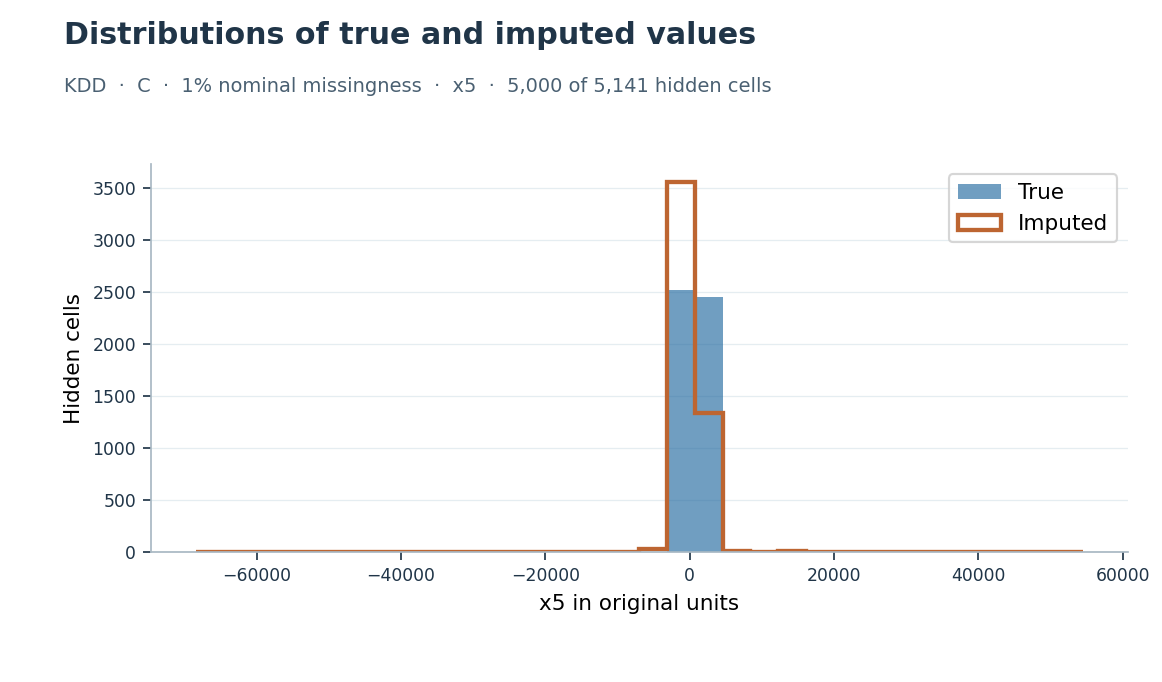 Distributions of true and imputed values
KDD · C · 1% nominal missingness · x5 · 5,000 of 5,141 hidden cells
True
Imputed
Hidden cells
3500
3000
2500
2000
1500
1000
500
0
−60000 −40000 −20000 0 20000 40000 60000
x5 in original units